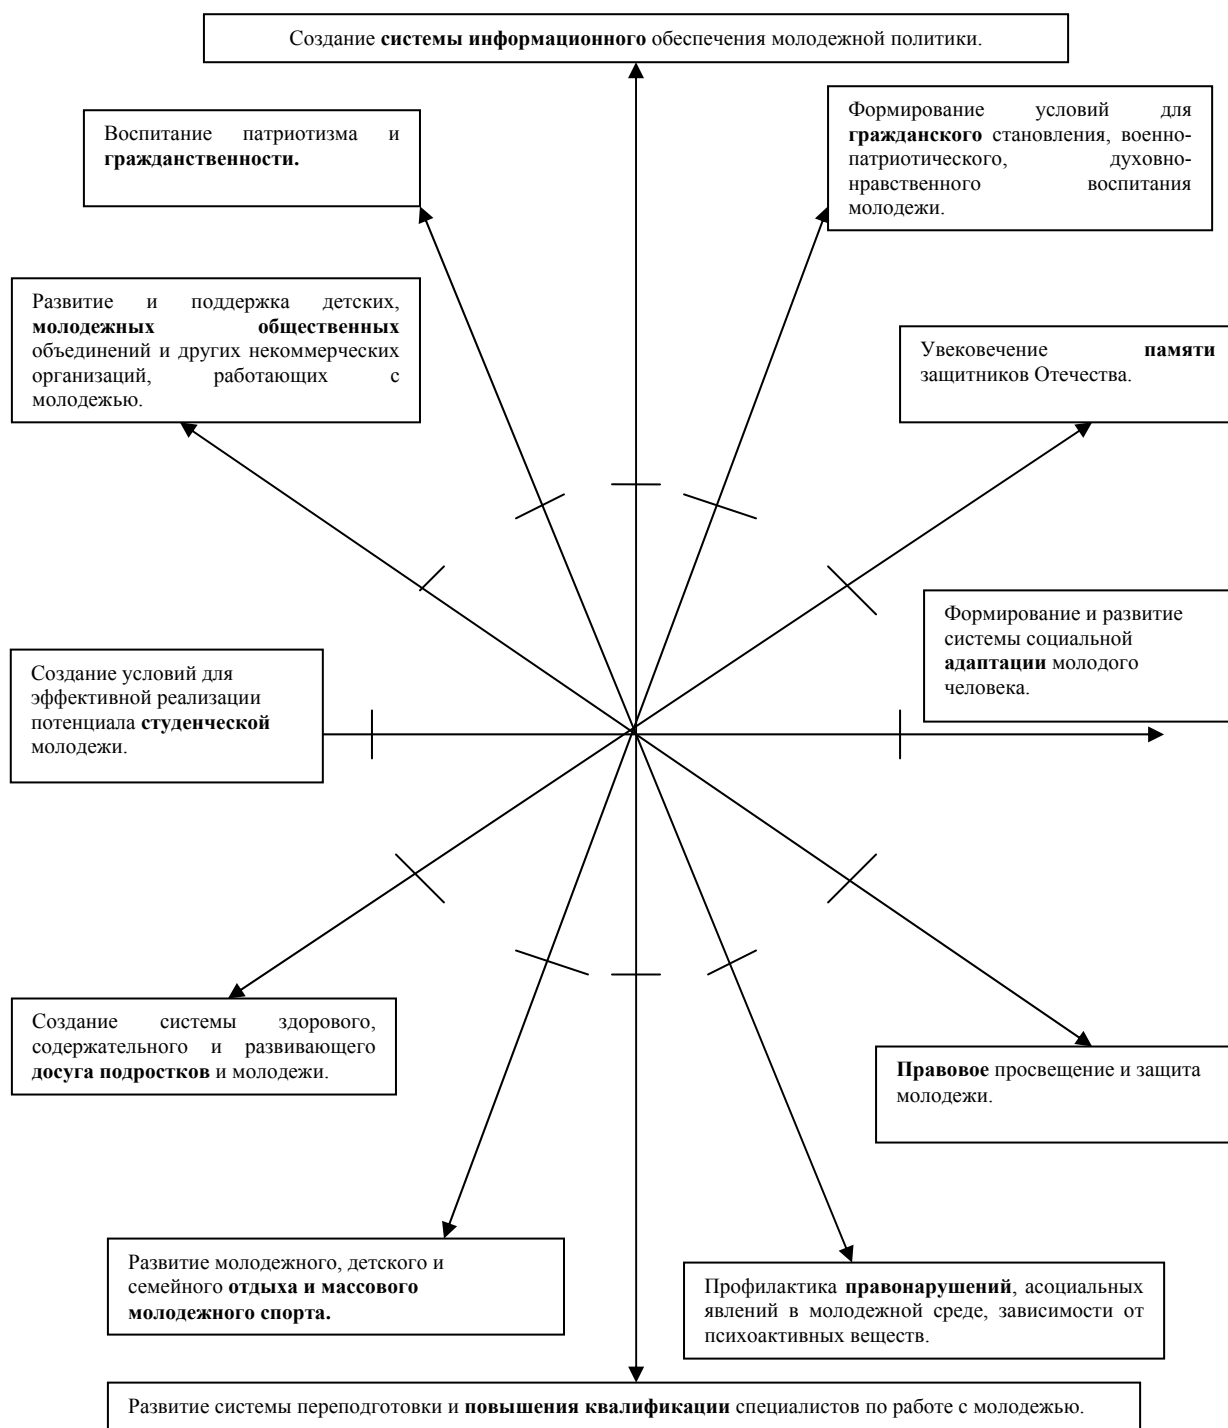 Создание системы информационного обеспечения молодежной политики.
Воспитание патриотизма и
гражданственности.
Формирование условий для
гражданского становления, военно-
патриотического, духовно-
нравственного воспитания
молодежи.
Развитие и поддержка детских,
молодежных общественных
объединений и других некоммерческих
организаций, работающих с
молодежью.
Увековечение памяти
защитников Отечества.
Формирование и развитие
системы социальной
адаптации молодого
человека.
Создание условий для
эффективной реализации
потенциала студенческой
молодежи.
Создание системы здорового,
содержательного и развивающего
досуга подростков и молодежи.
Правовое просвещение и защита
молодежи.
Развитие молодежного, детского и
семейного отдыха и массового
молодежного спорта.
Профилактика правонарушений, асоциальных
явлений в молодежной среде, зависимости от
психоактивных веществ.
Развитие системы переподготовки и повышения квалификации специалистов по работе с молодежью.